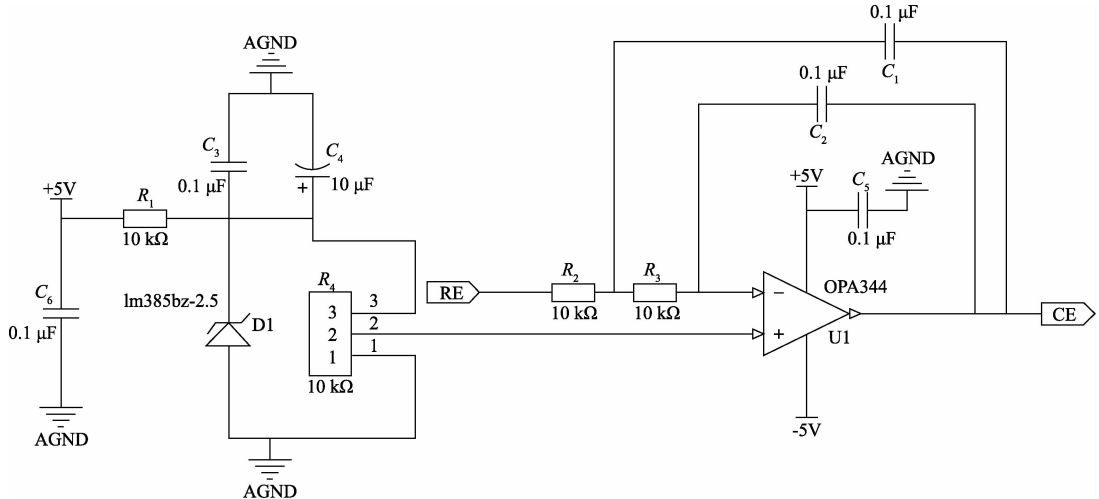 0.1 μF
C1
0.1 μF
C2
AGND
C3
0.1 μF
C4
+
10 μF
+5V
R1
10 kΩ
C6
0.1 μF
AGND
lm385bz-2.5
D1
R4
3
2
1
3
2
1
10 kΩ
AGND
RE
R2
10 kΩ
R3
10 kΩ
+5V
C5
0.1 μF
AGND
OPA344
−
+
U1
-5V
CE